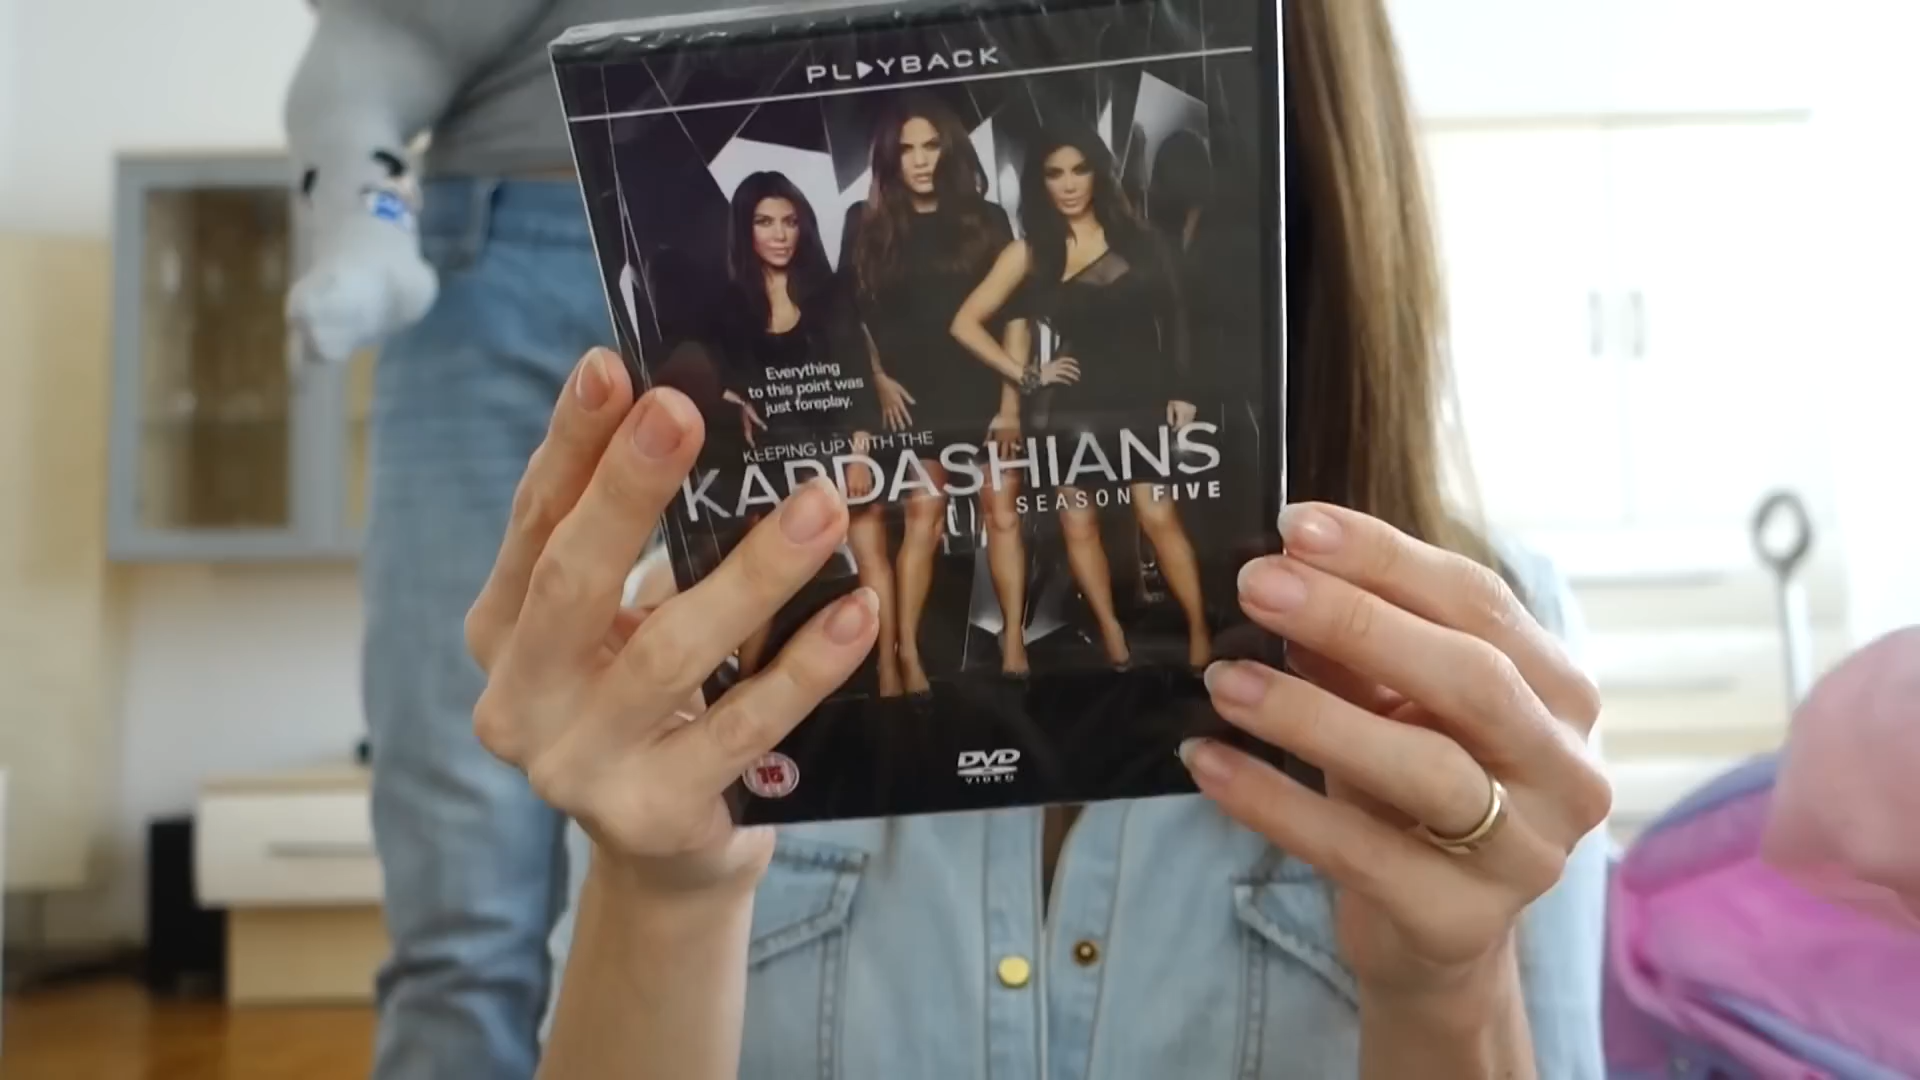 PLAYBACK
Everything
to this point was
just foreplay.
KEEPING UP WITH THE
KARDASHIANS
SEASON FIVE
15
DVD
VIDEO